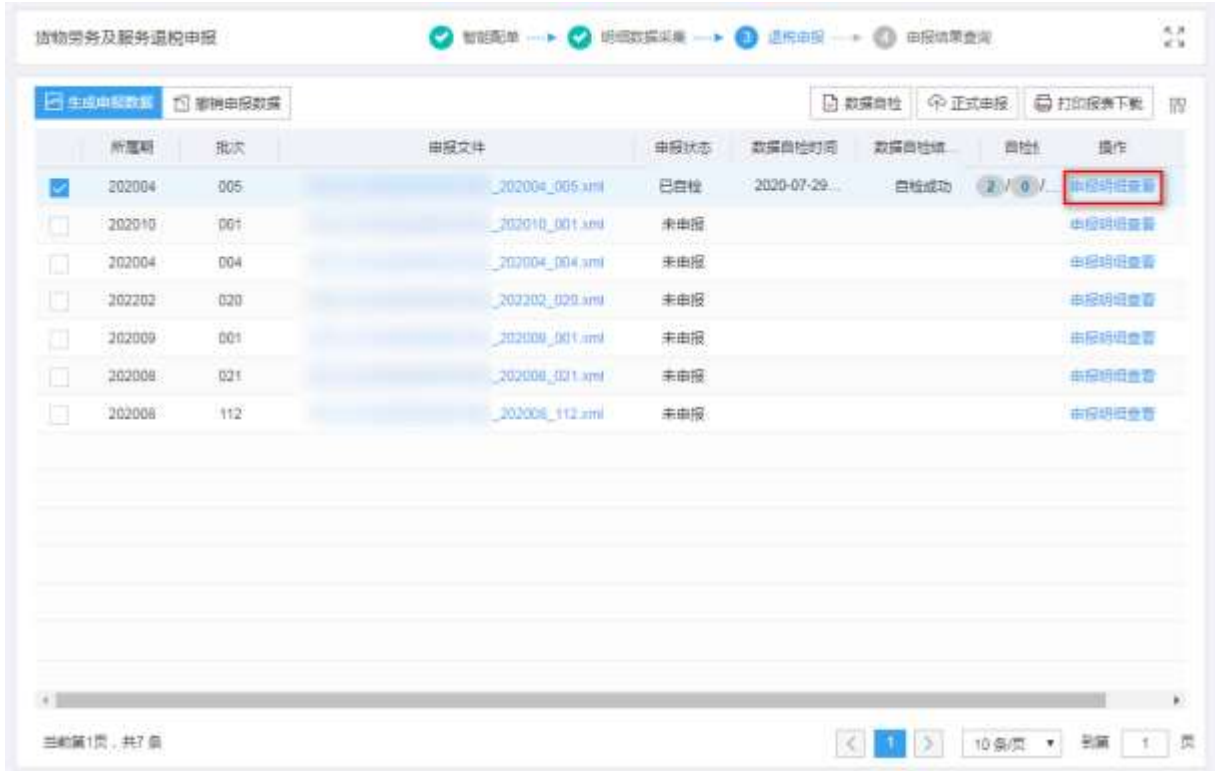 货物劳务及服务退税申报 智能配单 明细数据采集 3 退税申报 4 申报结果查询
生成申报数据 撤销申报数据 数据自检 正式申报 打印报表下载
所属期 批次 申报文件 申报状态 数据自检时间 数据自检结... 自检 操作
202004 005 _202004_005.xml 已自检 2020-07-29... 自检成功 2 / 0 /... 申报明细查看
202010 001 _202010_001.xml 未申报 申报明细查看
202004 004 _202004_004.xml 未申报 申报明细查看
202202 020 _202202_020.xml 未申报 申报明细查看
202009 001 _202009_001.xml 未申报 申报明细查看
202008 021 _202008_021.xml 未申报 申报明细查看
202008 112 _202008_112.xml 未申报 申报明细查看
当前第1页，共7 条 < 1 > 10 条/页 到第 1 页